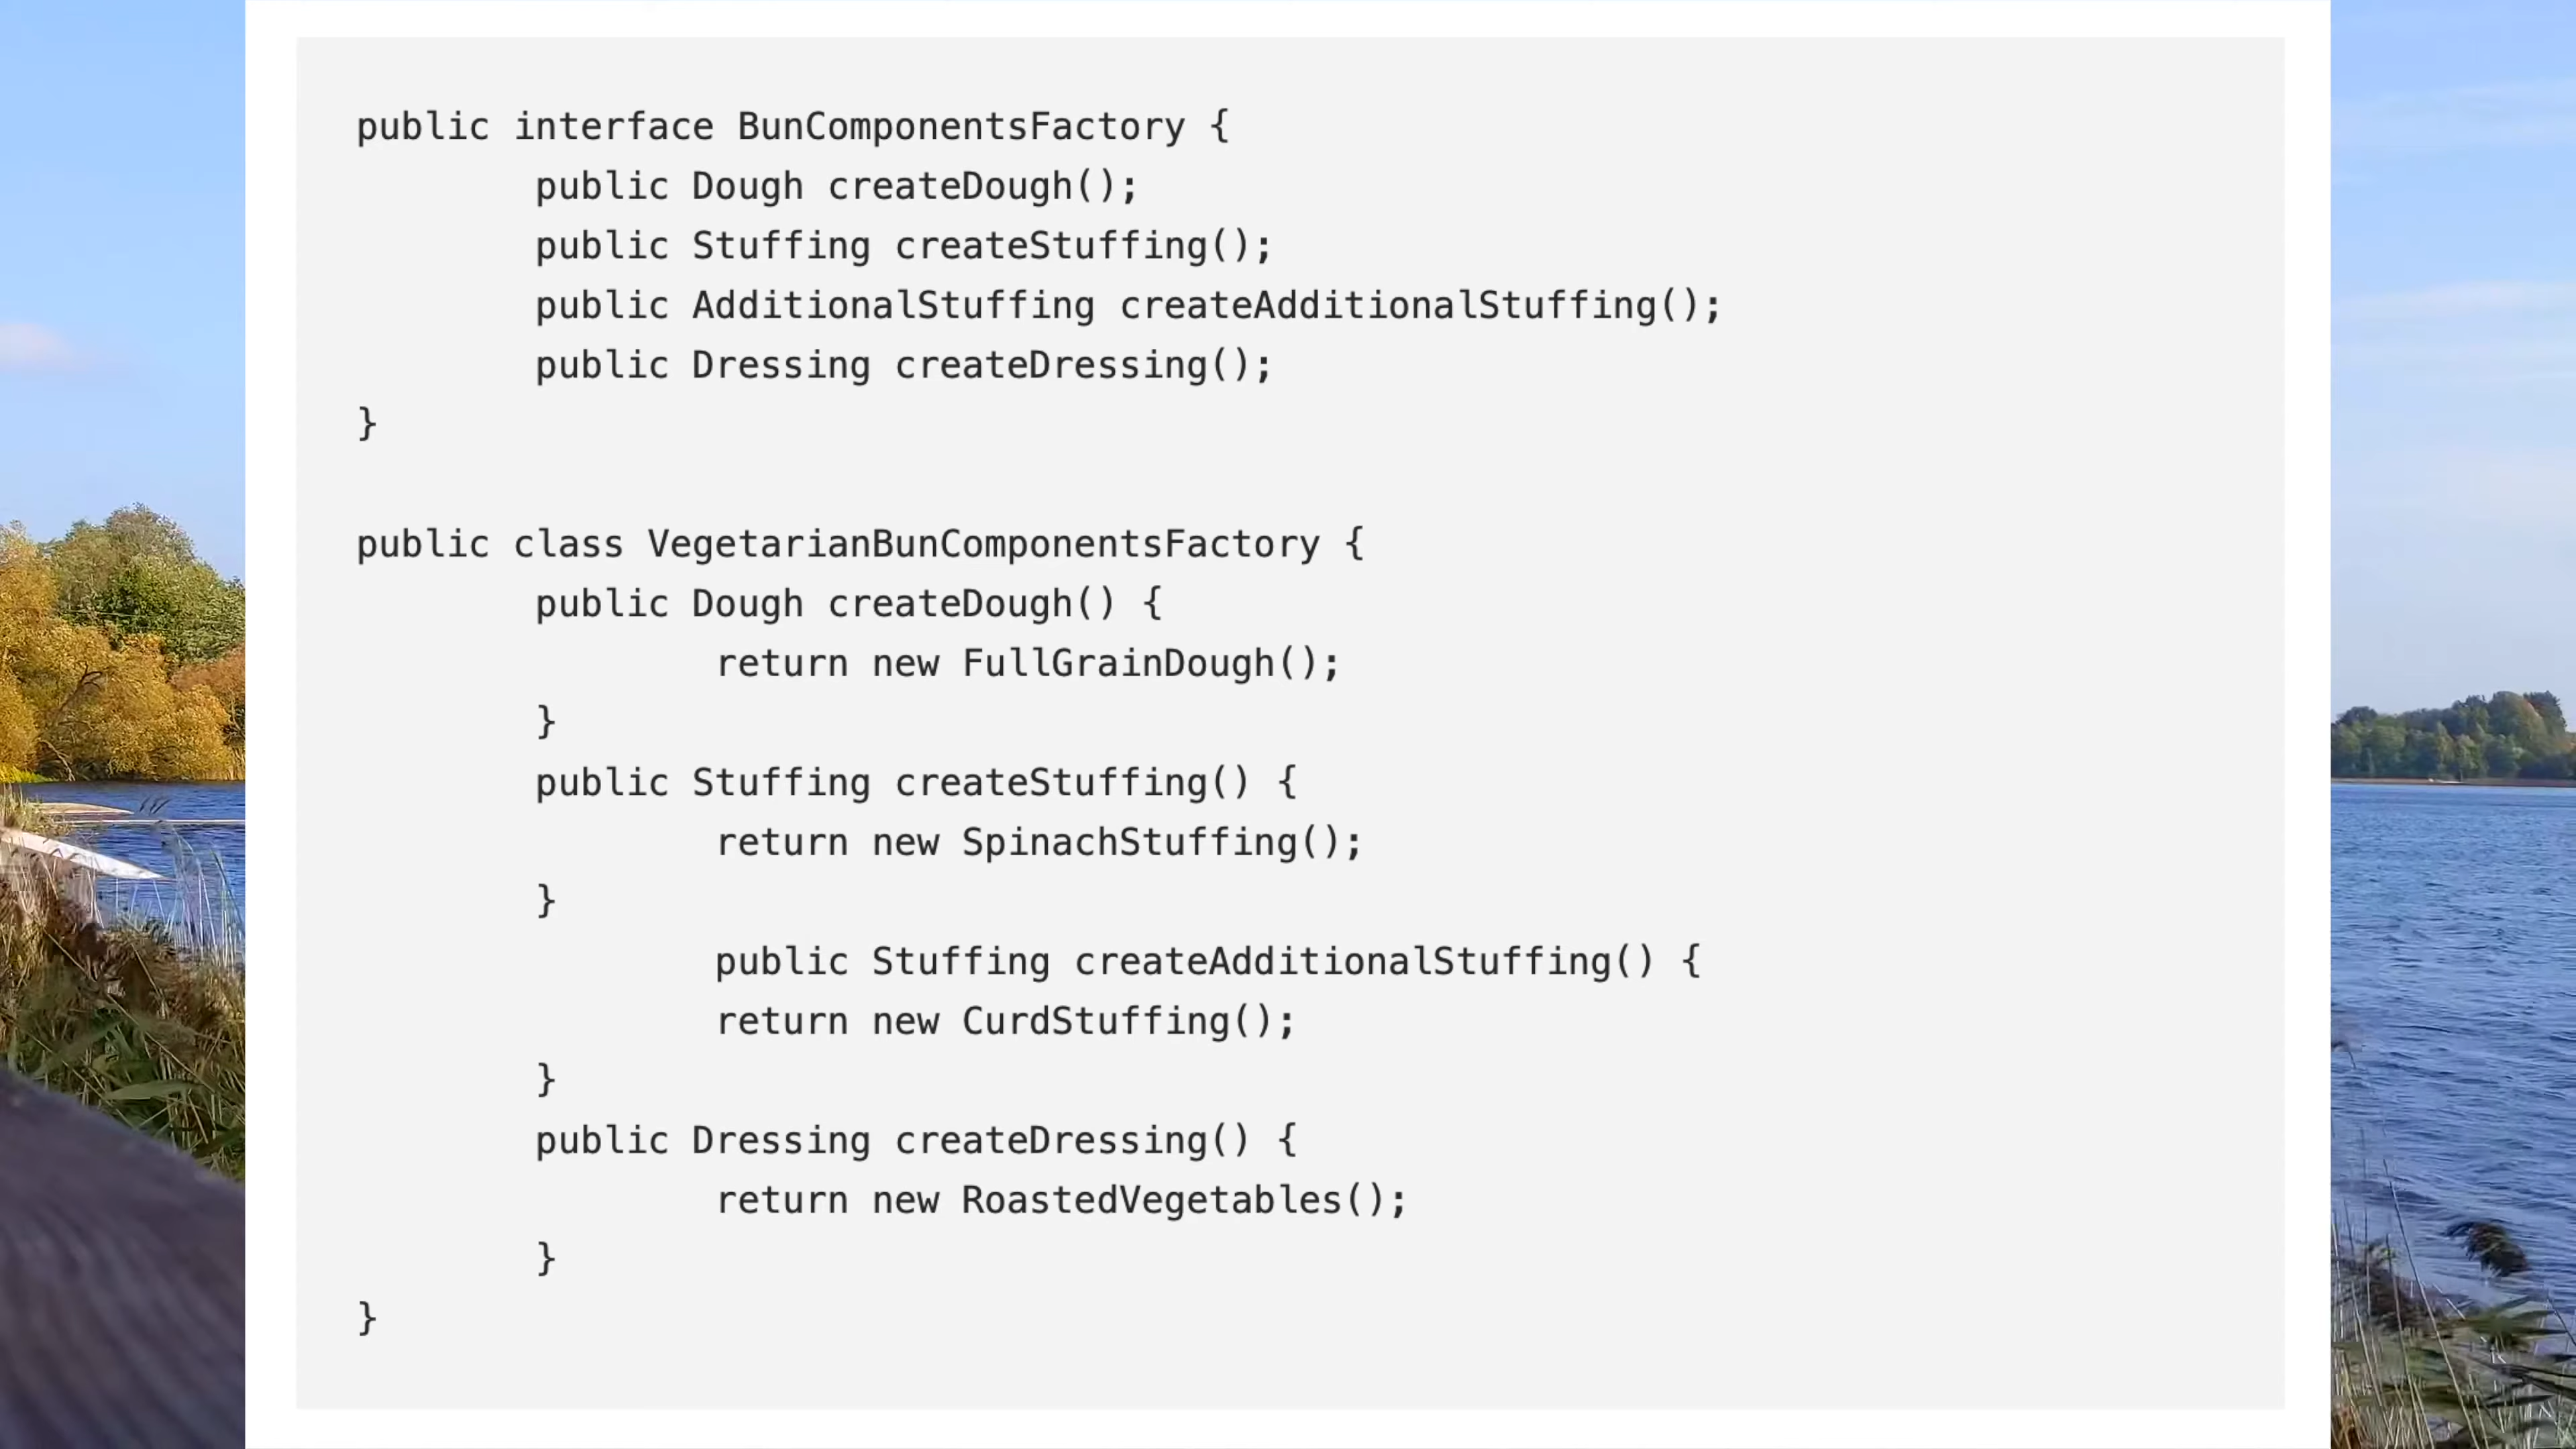 public interface BunComponentsFactory {
public Dough createDough();
public Stuffing createStuffing();
public AdditionalStuffing createAdditionalStuffing();
public Dressing createDressing();
}
public class VegetarianBunComponentsFactory {
public Dough createDough() {
return new FullGrainDough();
}
public Stuffing createStuffing() {
return new SpinachStuffing();
}
public Stuffing createAdditionalStuffing() {
return new CurdStuffing();
}
public Dressing createDressing() {
return new RoastedVegetables();
}
}